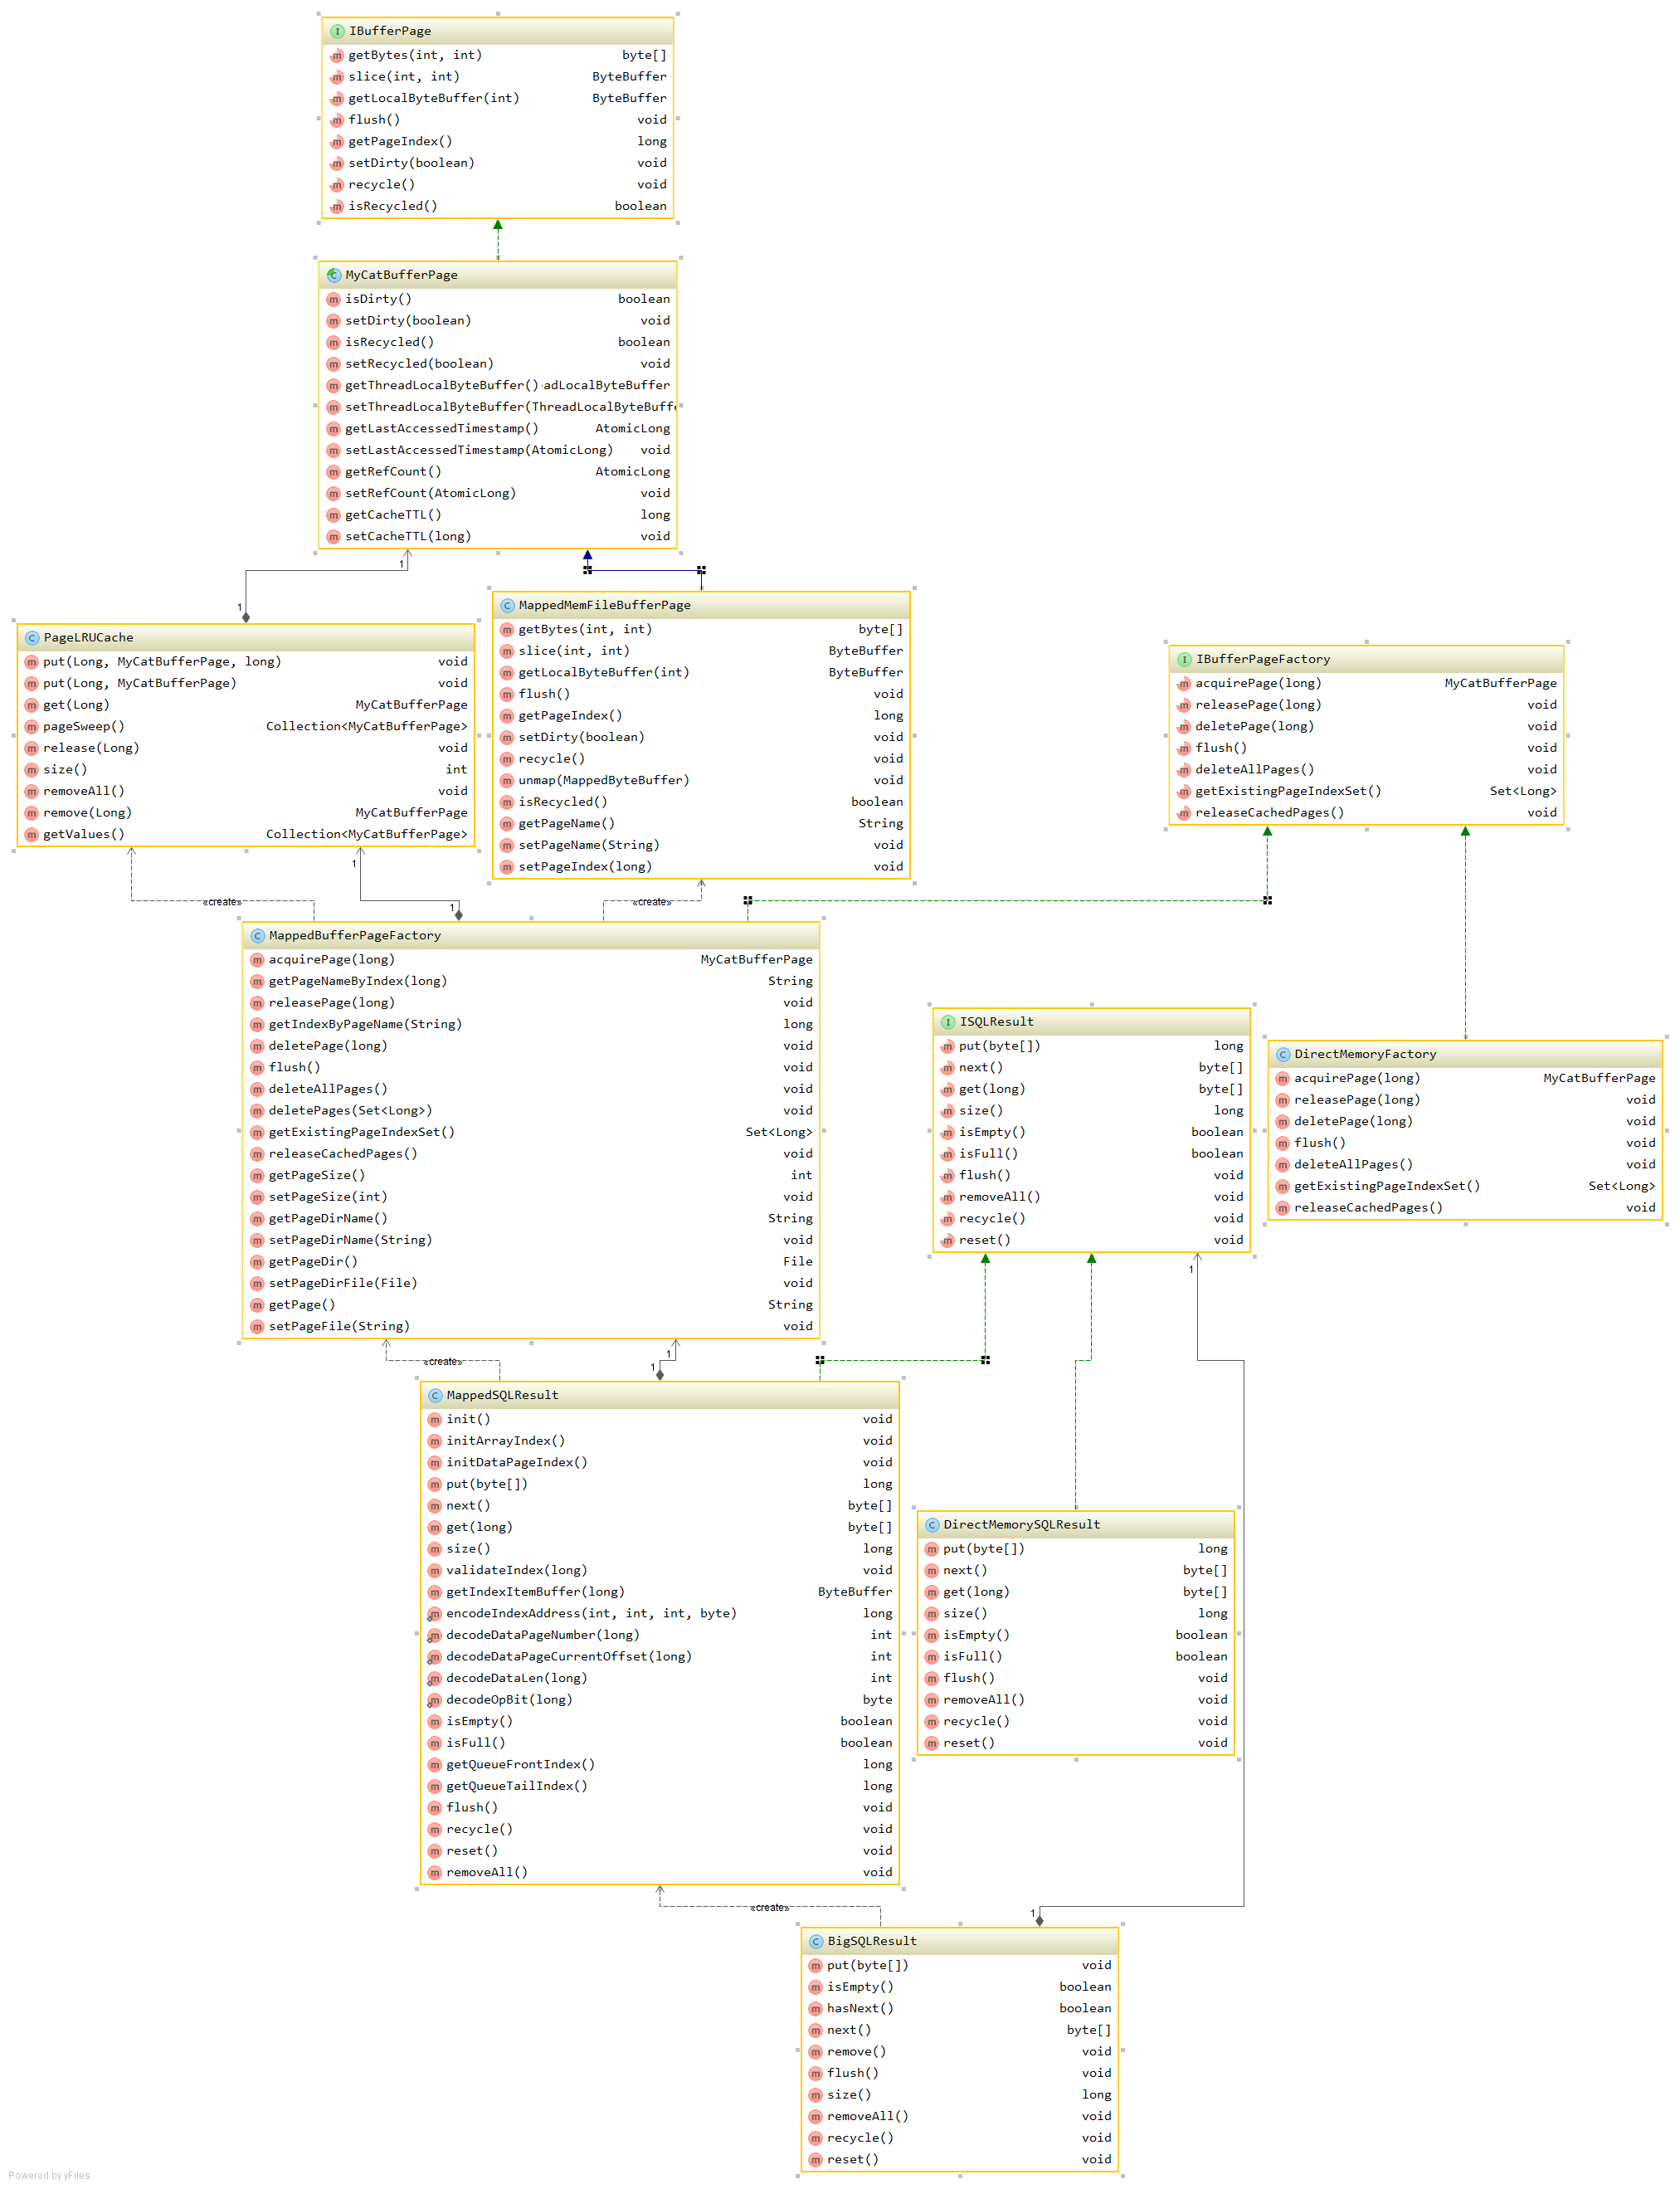 IBufferPage
getBytes(int, int) byte[]
slice(int, int) ByteBuffer
getLocalByteBuffer(int) ByteBuffer
flush() void
getPageIndex() long
setDirty(boolean) void
recycle() void
isRecycled() boolean
MyCatBufferPage
isDirty() boolean
setDirty(boolean) void
isRecycled() boolean
setRecycled(boolean) void
getThreadLocalByteBuffer() adLocalByteBuffer
setThreadLocalByteBuffer(ThreadLocalByteBuff
getLastAccessedTimestamp() AtomicLong
setLastAccessedTimestamp(AtomicLong) void
getRefCount() AtomicLong
setRefCount(AtomicLong) void
getCacheTTL() long
setCacheTTL(long) void
1
1
PageLRUCache
put(Long, MyCatBufferPage, long) void
put(Long, MyCatBufferPage) void
get(Long) MyCatBufferPage
pageSweep() Collection<MyCatBufferPage>
release(Long) void
size() int
removeAll() void
remove(Long) MyCatBufferPage
getValues() Collection<MyCatBufferPage>
MappedMemFileBufferPage
getBytes(int, int) byte[]
slice(int, int) ByteBuffer
getLocalByteBuffer(int) ByteBuffer
flush() void
getPageIndex() long
setDirty(boolean) void
recycle() void
unmap(MappedByteBuffer) void
isRecycled() boolean
getPageName() String
setPageName(String) void
setPageIndex(long) void
IBufferPageFactory
acquirePage(long) MyCatBufferPage
releasePage(long) void
deletePage(long) void
flush() void
deleteAllPages() void
getExistingPageIndexSet() Set<Long>
releaseCachedPages() void
1
«create»
1
«create»
MappedBufferPageFactory
acquirePage(long) MyCatBufferPage
getPageNameByIndex(long) String
releasePage(long) void
getIndexByPageName(String) long
deletePage(long) void
flush() void
deleteAllPages() void
deletePages(Set<Long>) void
getExistingPageIndexSet() Set<Long>
releaseCachedPages() void
getPageSize() int
setPageSize(int) void
getPageDirName() String
setPageDirName(String) void
getPageDir() File
setPageDirFile(File) void
getPage() String
setPageFile(String) void
ISQLResult
put(byte[]) long
next() byte[]
get(long) byte[]
size() long
isEmpty() boolean
isFull() boolean
flush() void
removeAll() void
recycle() void
reset() void
DirectMemoryFactory
acquirePage(long) MyCatBufferPage
releasePage(long) void
deletePage(long) void
flush() void
deleteAllPages() void
getExistingPageIndexSet() Set<Long>
releaseCachedPages() void
1
«create»
1
1
MappedSQLResult
init() void
initArrayIndex() void
initDataPageIndex() void
put(byte[]) long
next() byte[]
get(long) byte[]
size() long
validateIndex(long) void
getIndexItemBuffer(long) ByteBuffer
encodeIndexAddress(int, int, int, byte) long
decodeDataPageNumber(long) int
decodeDataPageCurrentOffset(long) int
decodeDataLen(long) int
decodeOpBit(long) byte
isEmpty() boolean
isFull() boolean
getQueueFrontIndex() long
getQueueTailIndex() long
flush() void
recycle() void
reset() void
removeAll() void
DirectMemorySQLResult
put(byte[]) long
next() byte[]
get(long) byte[]
size() long
isEmpty() boolean
isFull() boolean
flush() void
removeAll() void
recycle() void
reset() void
«create»
1
BigSQLResult
put(byte[]) void
isEmpty() boolean
hasNext() boolean
next() byte[]
remove() void
flush() void
size() long
removeAll() void
recycle() void
reset() void
Powered by yFiles